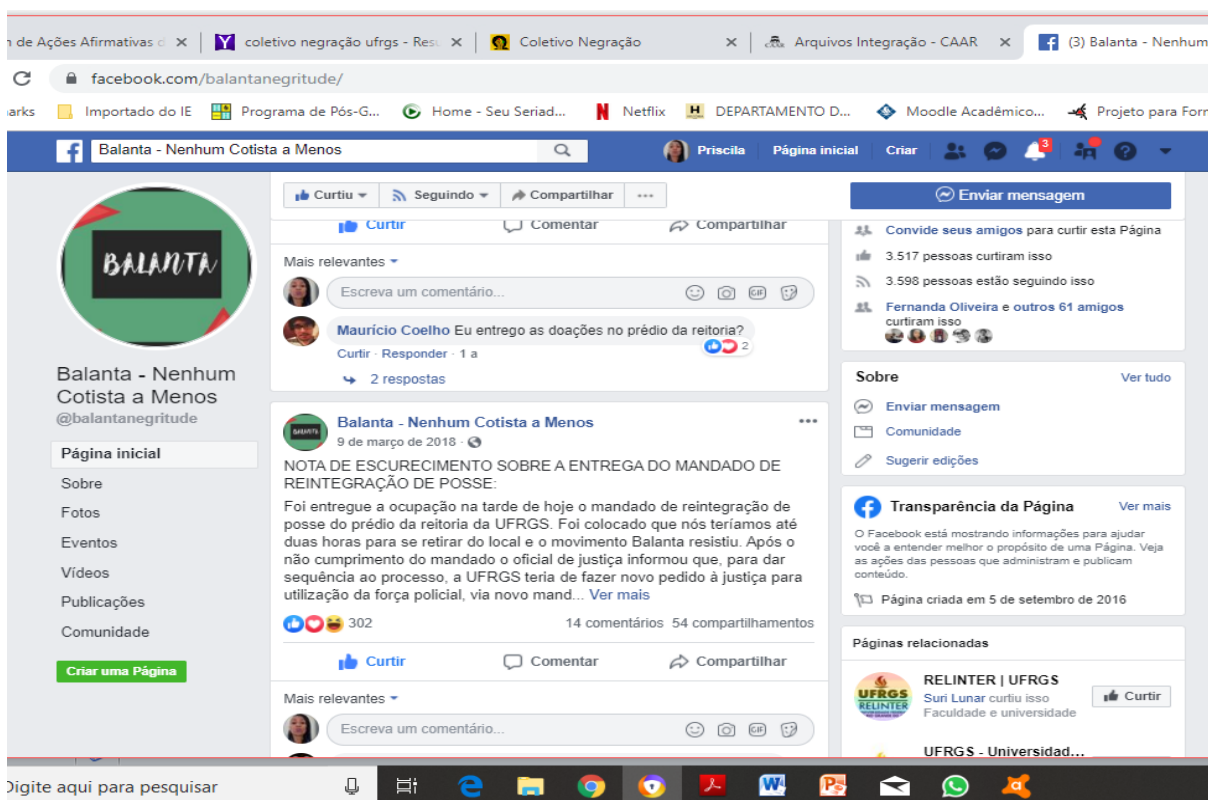 de Ações Afirmativas d
coletivo negração ufrgs - Resu
Coletivo Negração
Arquivos Integração - CAAR
(3) Balanta - Nenhum
facebook.com/balantanegritude/
arks
Importado do IE
Programa de Pós-G...
Home - Seu Seriad...
Netflix
DEPARTAMENTO D...
Moodle Acadêmico...
Projeto para Forr
Balanta - Nenhum Cotista a Menos
Priscila
Página inicial
Criar
3
BALANTA
Balanta - Nenhum
Cotista a Menos
@balantanegritude
Página inicial
Sobre
Fotos
Eventos
Vídeos
Publicações
Comunidade
Criar uma Página
Curtiu
Seguindo
Compartilhar
...
Curtir
Comentar
Compartilhar
Mais relevantes
Escreva um comentário...
GIF
Maurício Coelho Eu entrego as doações no prédio da reitoria?
2
Curtir · Responder · 1 a
2 respostas
BALANTA
Balanta - Nenhum Cotista a Menos
9 de março de 2018 ·
NOTA DE ESCURECIMENTO SOBRE A ENTREGA DO MANDADO DE
REINTEGRAÇÃO DE POSSE:
Foi entregue a ocupação na tarde de hoje o mandado de reintegração de
posse do prédio da reitoria da UFRGS. Foi colocado que nós teríamos até
duas horas para se retirar do local e o movimento Balanta resistiu. Após o
não cumprimento do mandado o oficial de justiça informou que, para dar
sequência ao processo, a UFRGS teria de fazer novo pedido à justiça para
utilização da força policial, via novo mand... Ver mais
302
14 comentários 54 compartilhamentos
Curtir
Comentar
Compartilhar
Mais relevantes
Escreva um comentário...
GIF
Enviar mensagem
Convide seus amigos para curtir esta Página
3.517 pessoas curtiram isso
3.598 pessoas estão seguindo isso
Fernanda Oliveira e outros 61 amigos
curtiram isso
Sobre
Ver tudo
Enviar mensagem
Comunidade
Sugerir edições
Transparência da Página
Ver mais
O Facebook está mostrando informações para ajudar
você a entender melhor o propósito de uma Página. Veja
as ações das pessoas que administram e publicam
conteúdo.
Página criada em 5 de setembro de 2016
Páginas relacionadas
UFRGS
RELINTER
RELINTER | UFRGS
Suri Lunar curtiu isso
Faculdade e universidade
Curtir
UFRGS - Universidad...
Digite aqui para pesquisar